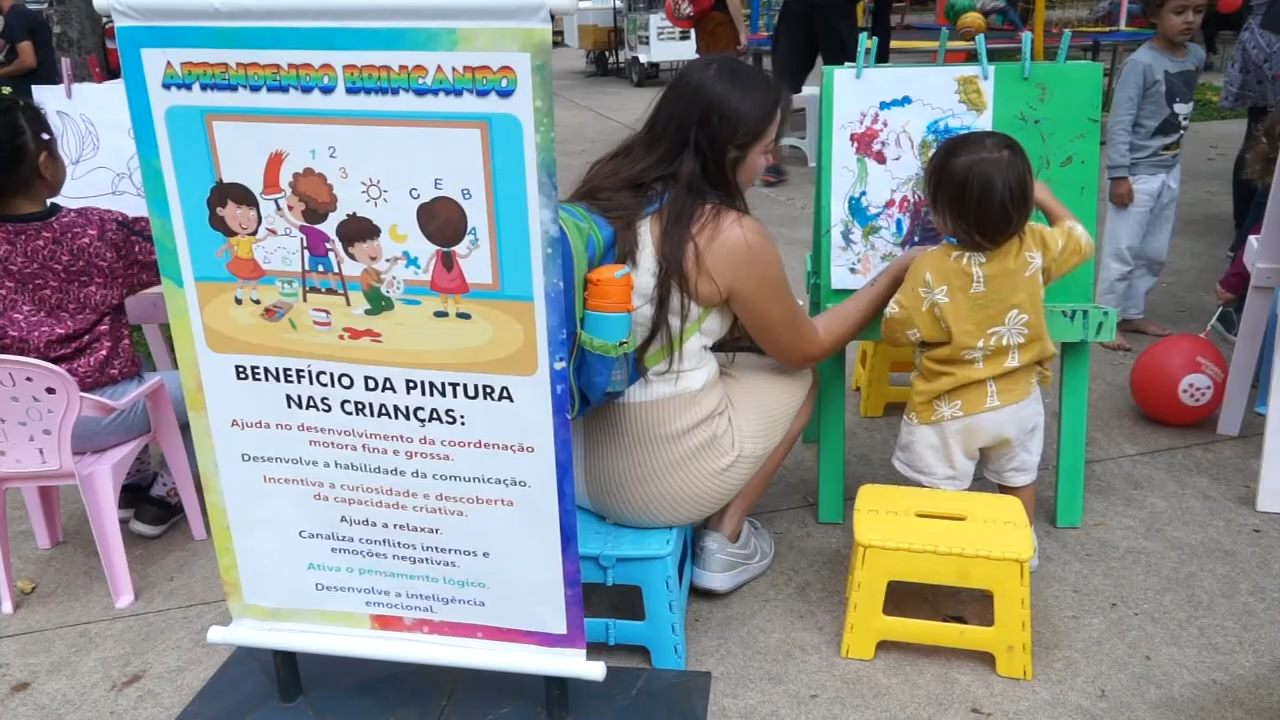 APRENDENDO BRINCANDO
1 2
3
C E B
A
BENEFÍCIO DA PINTURA
NAS CRIANÇAS:
Ajuda no desenvolvimento da coordenação
motora fina e grossa.
Desenvolve a habilidade da comunicação.
Incentiva a curiosidade e descoberta
da capacidade criativa.
Ajuda a relaxar.
Canaliza conflitos internos e
emoções negativas.
Ativa o pensamento lógico.
Desenvolve a inteligência
emocional.